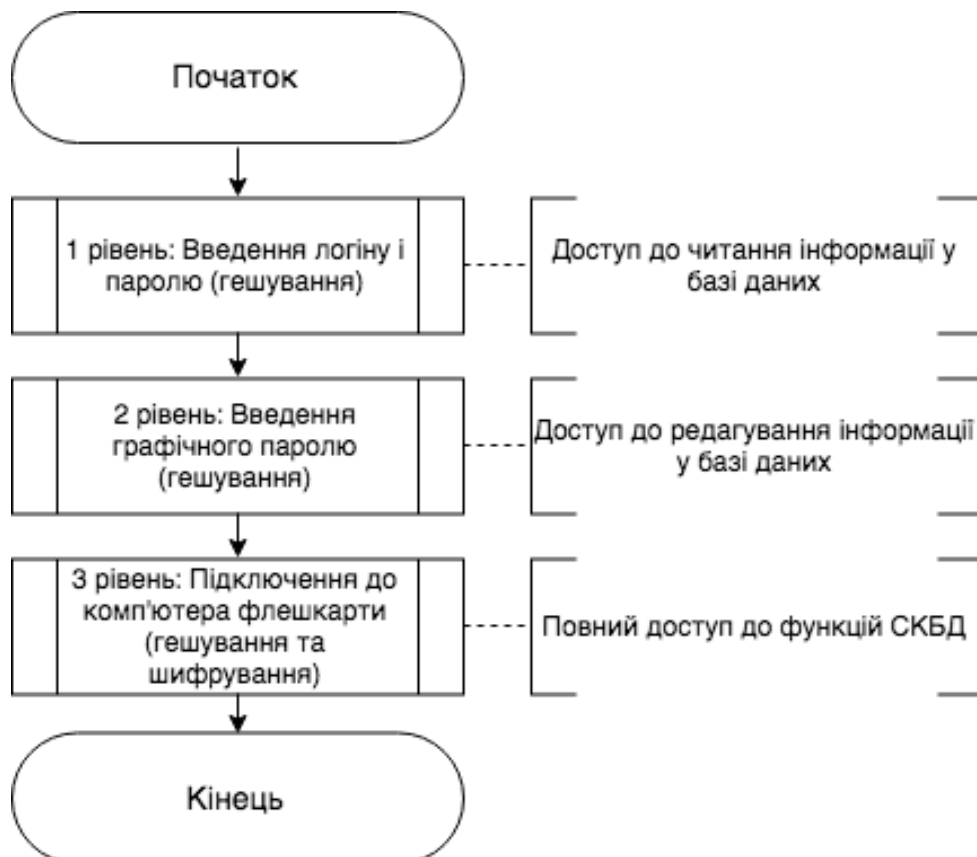 Початок
1 рівень: Введення логіну і
паролю (гешування)
Доступ до читання інформації у
базі даних
2 рівень: Введення
графічного паролю
(гешування)
Доступ до редагування інформації
у базі даних
3 рівень: Підключення до
комп'ютера флешкарти
(гешування та
шифрування)
Повний доступ до функцій СКБД
Кінець